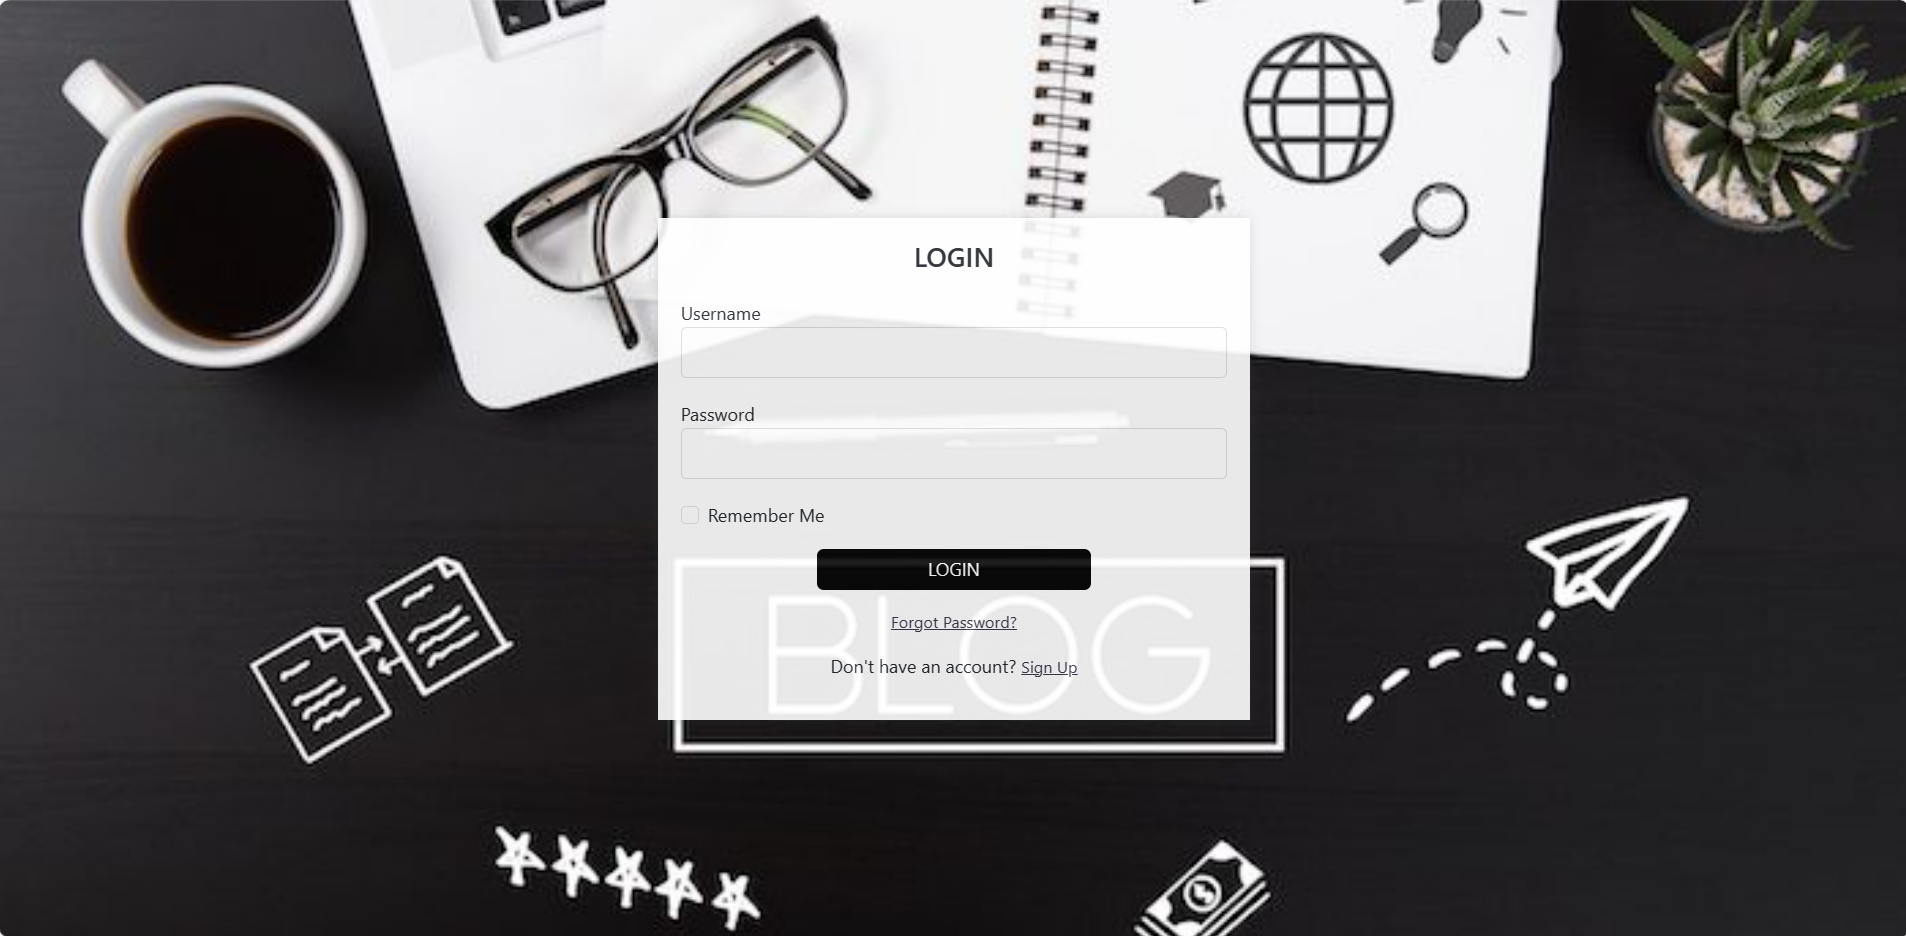 LOGIN
Username
Password
Remember Me
LOGIN
Forgot Password?
BLOG
Don't have an account? Sign Up